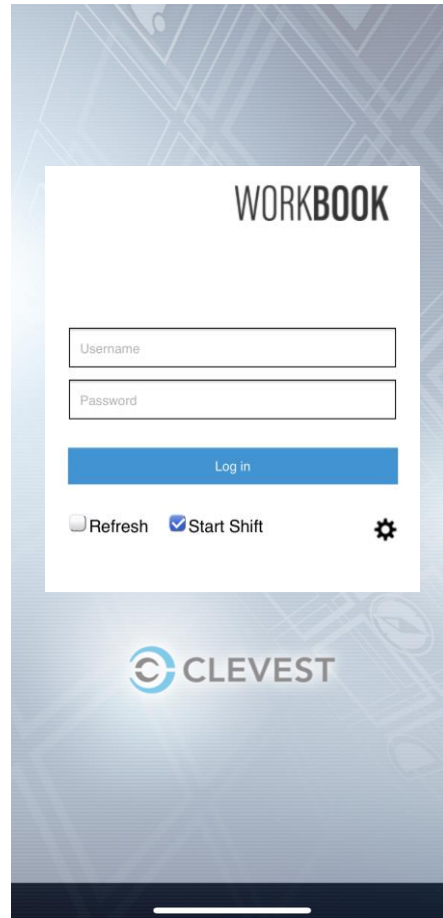 WORKBOOK
Username
Password
Log in
Refresh Start Shift
CLEVEST